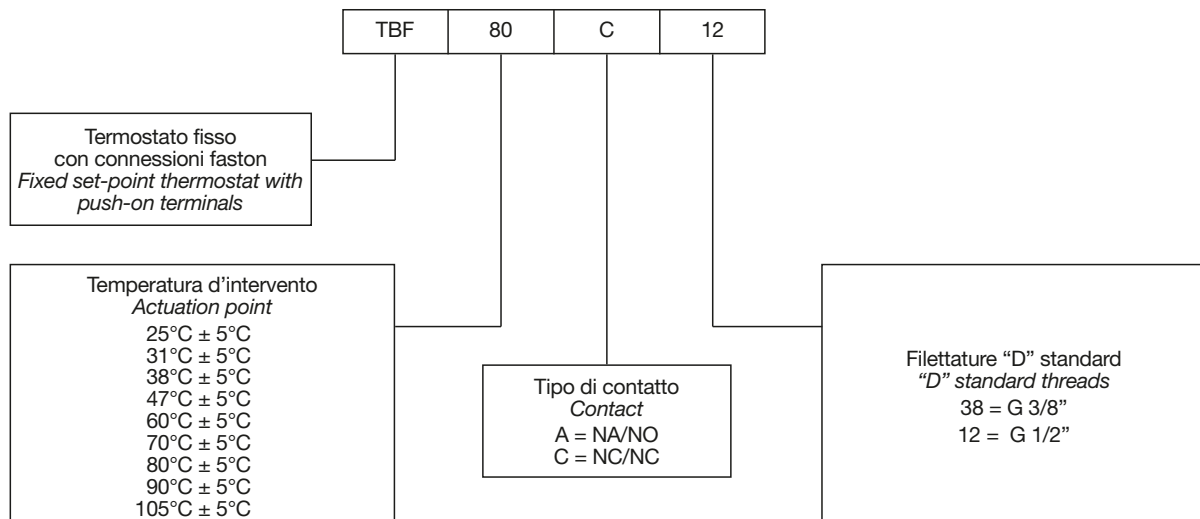 TBF 80 C 12
Termostato fisso
con connessioni faston
Fixed set-point thermostat with
push-on terminals
Temperatura d’intervento
Actuation point
25°C ± 5°C
31°C ± 5°C
38°C ± 5°C
47°C ± 5°C
60°C ± 5°C
70°C ± 5°C
80°C ± 5°C
90°C ± 5°C
105°C ± 5°C
Tipo di contatto
Contact
A = NA/NO
C = NC/NC
Filettature “D” standard
“D” standard threads
38 = G 3/8”
12 = G 1/2”